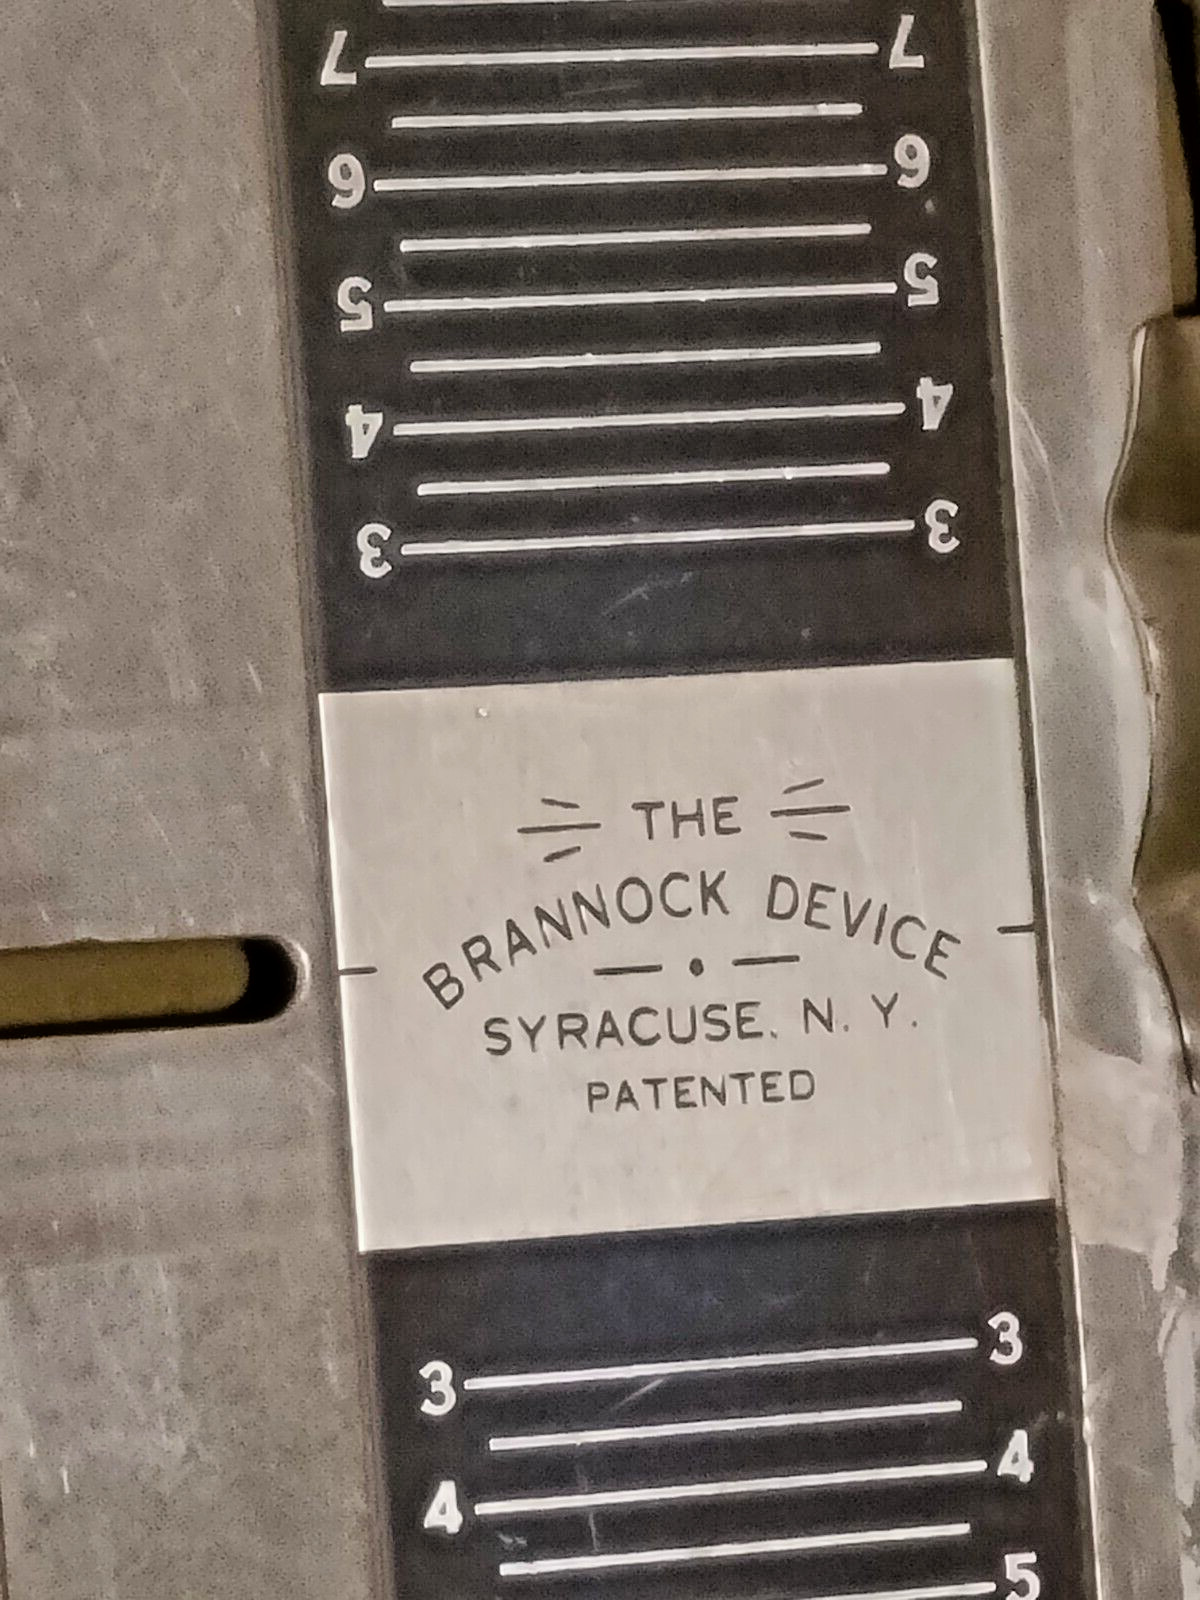 7 7
6 6
5 5
4 4
3 3
THE
BRANNOCK DEVICE
SYRACUSE, N. Y.
PATENTED
3 3
4 4
5